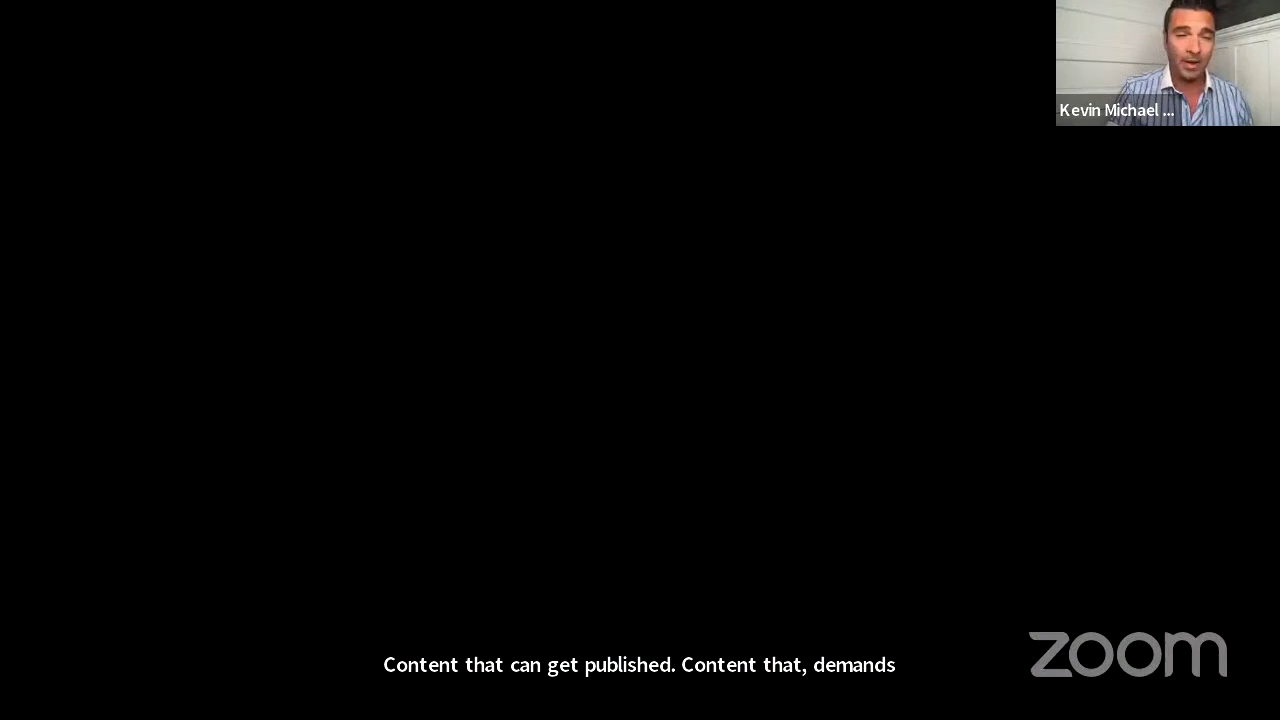 Kevin Michael ...
Content that can get published. Content that, demands
zoom